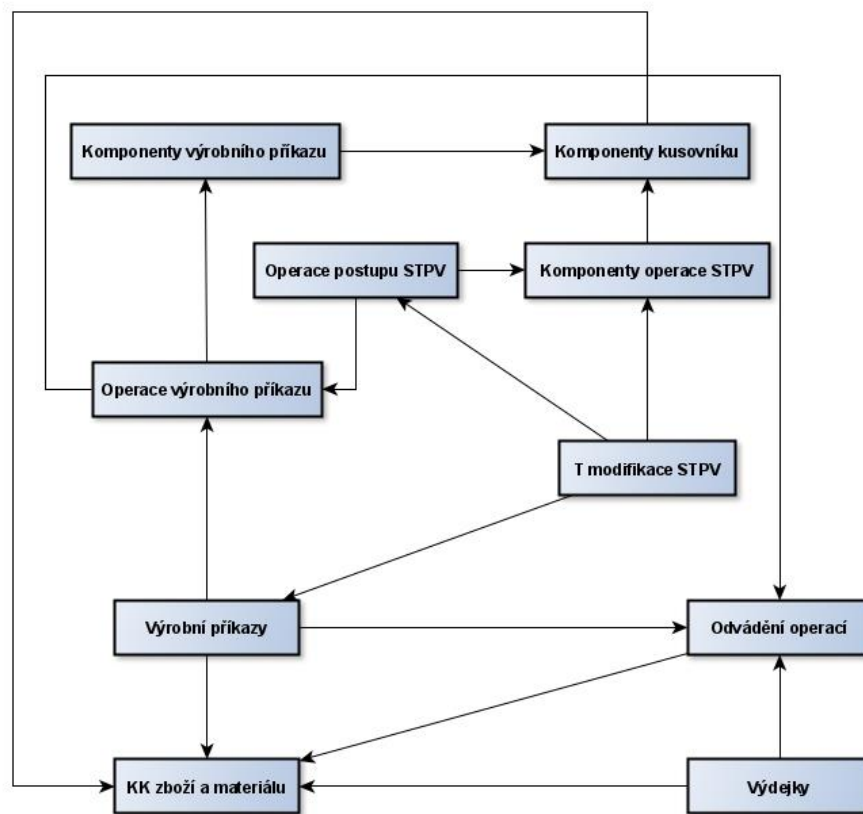 Komponenty výrobního příkazu
Komponenty kusovníku
Operace postupu STPV
Komponenty operace STPV
Operace výrobního příkazu
T modifikace STPV
Výrobní příkazy
Odvádění operací
KK zboží a materiálu
Výdejky